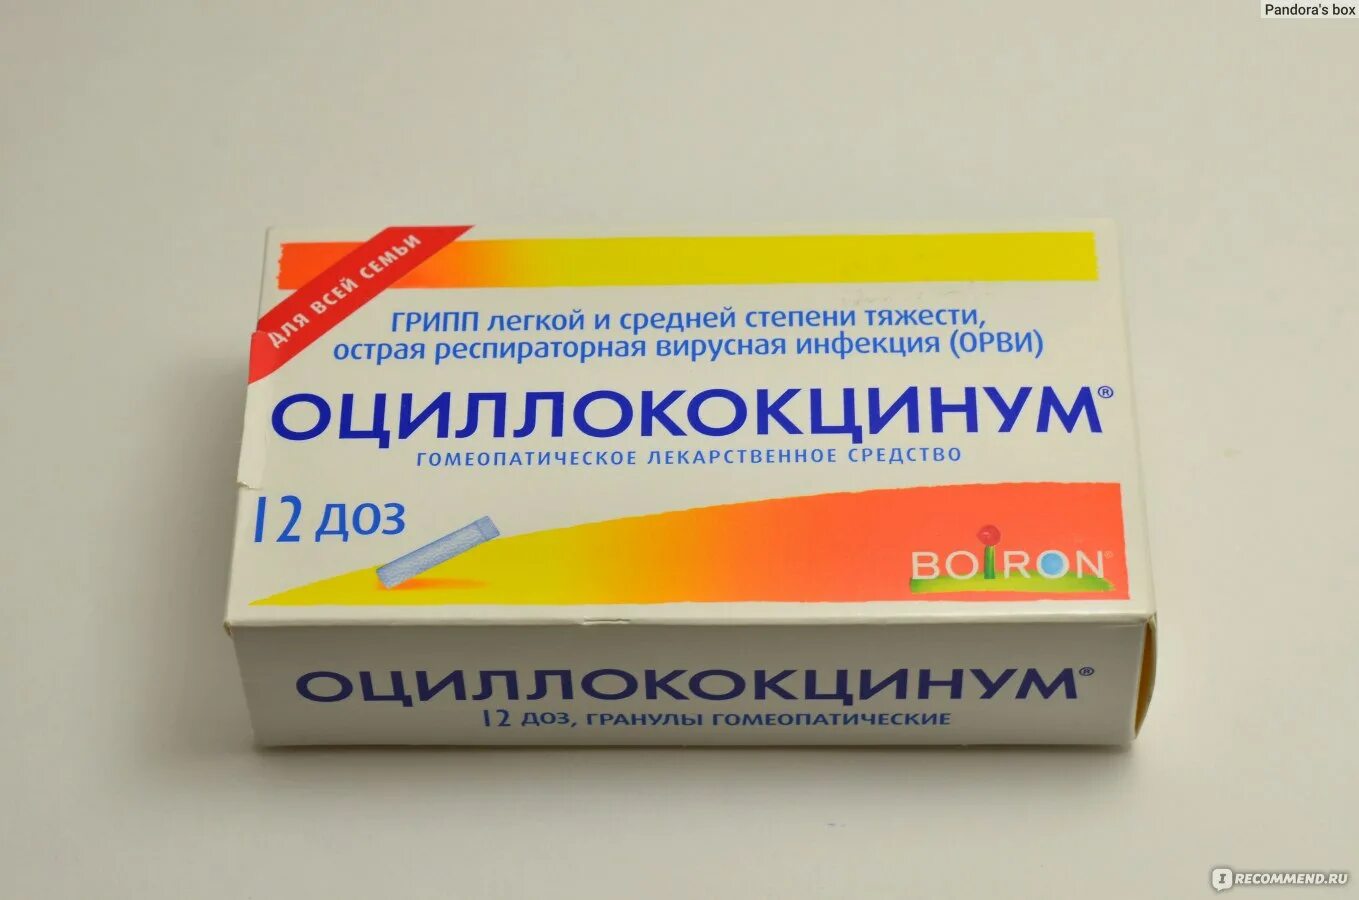 Pandora's box
ДЛЯ ВСЕЙ СЕМЬИ
ГРИПП ЛЕГКОЙ И СРЕДНЕЙ СТЕПЕНИ ТЯЖЕСТИ,
ОСТРАЯ РЕСПИРАТОРНАЯ ВИРУСНАЯ ИНФЕКЦИЯ (ОРВИ)
ОЦИЛЛОКОКЦИНУМ®
ГОМЕОПАТИЧЕСКОЕ ЛЕКАРСТВЕННОЕ СРЕДСТВО
12 ДОЗ
BOIRON®
ОЦИЛЛОКОКЦИНУМ®
12 ДОЗ, ГРАНУЛЫ ГОМЕОПАТИЧЕСКИЕ
IRECOMMEND.RU